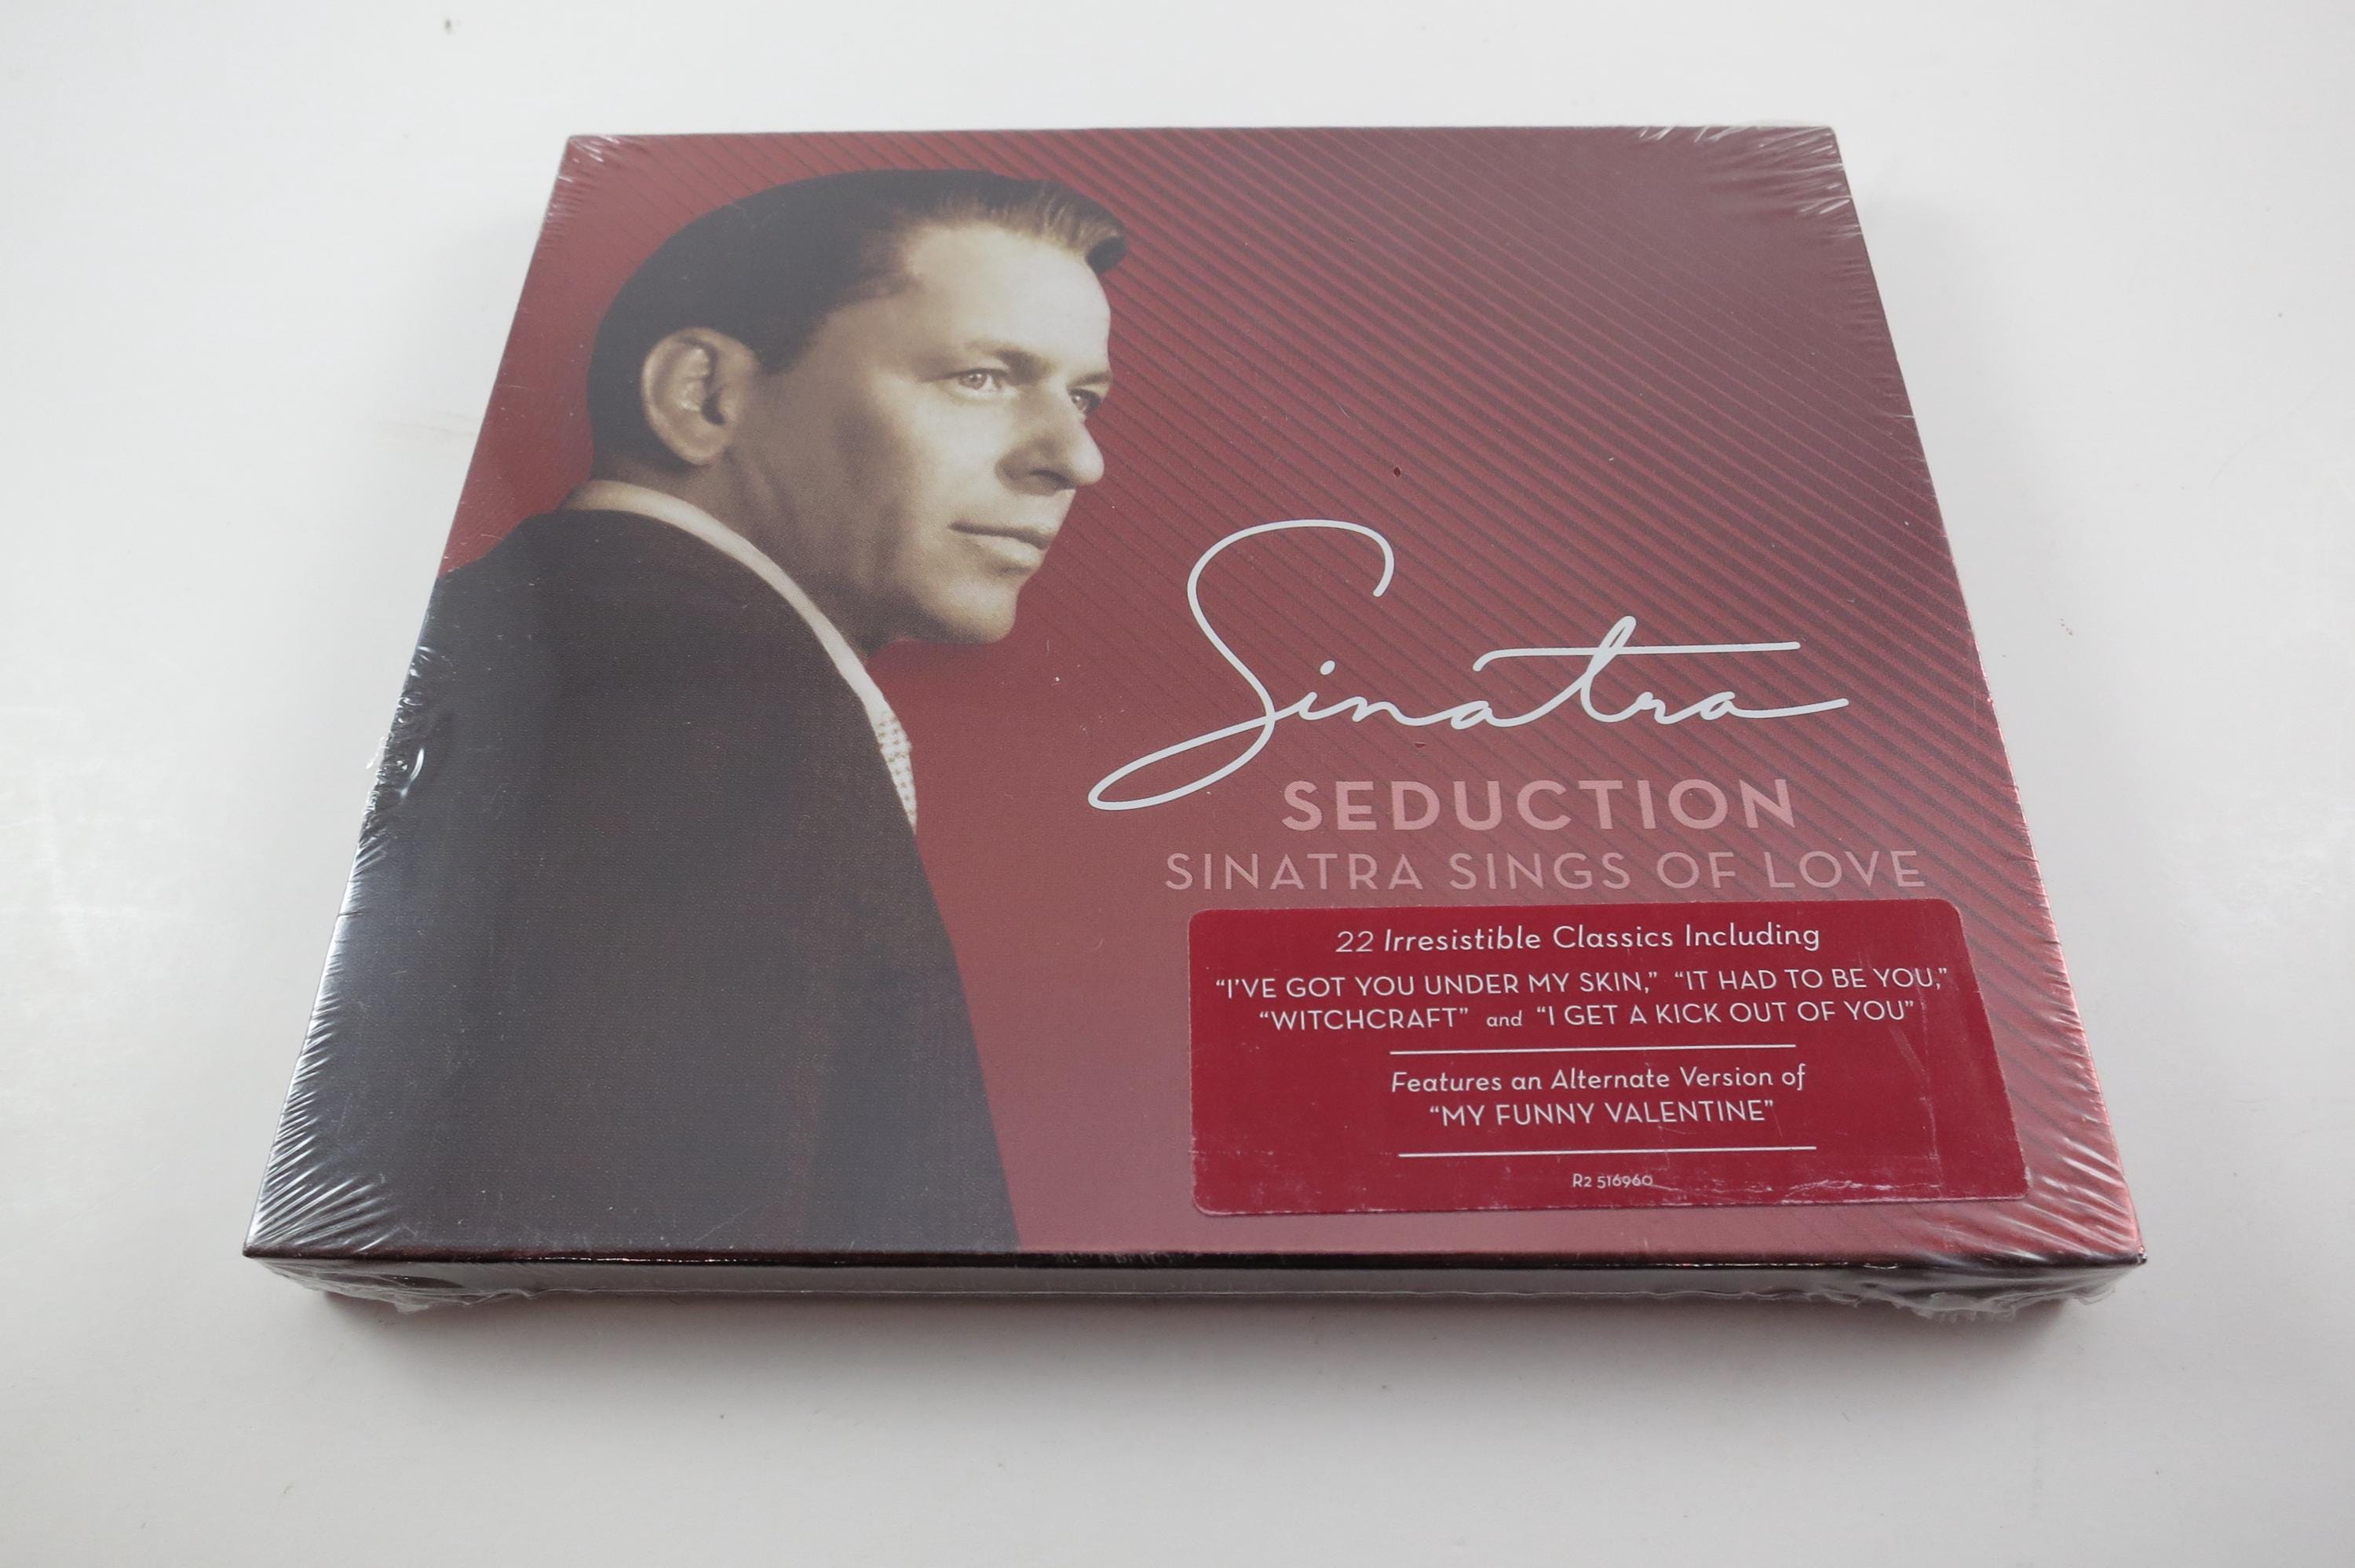 Sinatra
SEDUCTION
SINATRA SINGS OF LOVE
22 Irresistible Classics Including
“I’VE GOT YOU UNDER MY SKIN,” “IT HAD TO BE YOU,”
“WITCHCRAFT” and “I GET A KICK OUT OF YOU”
Features an Alternate Version of
“MY FUNNY VALENTINE”
R2 516960